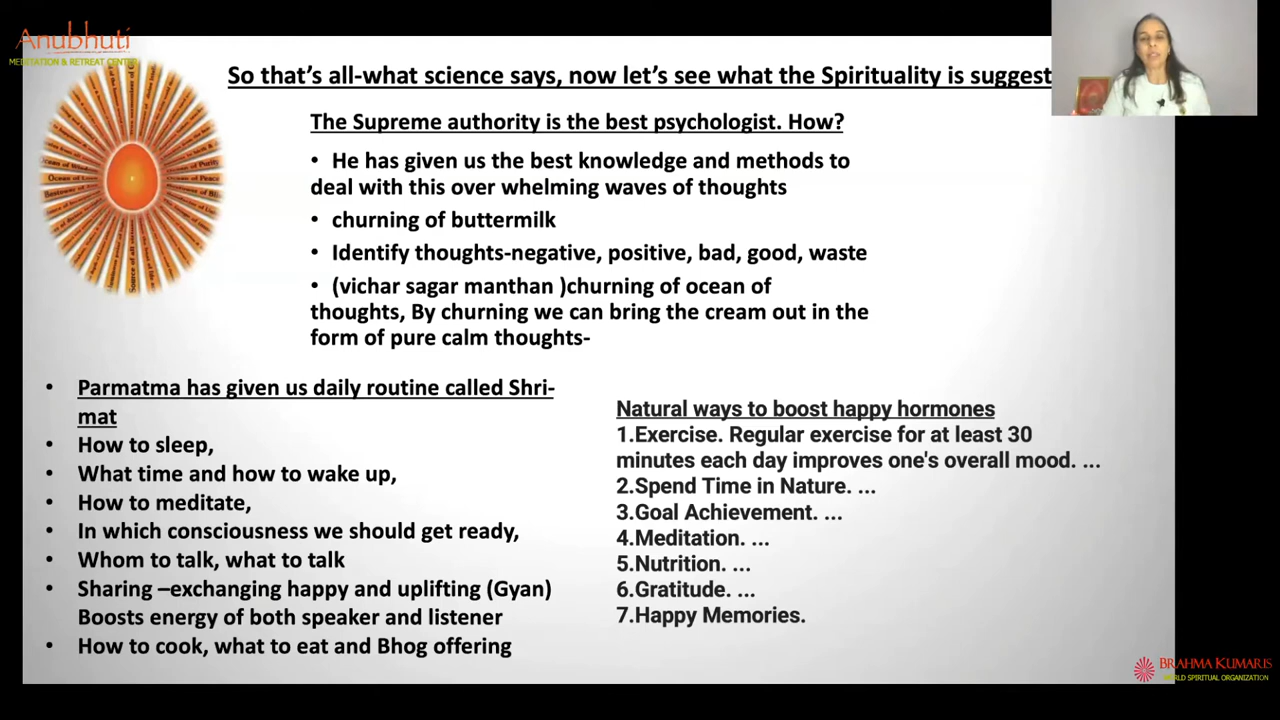 Anubhuti
MEDITATION & RETREAT CENTER
So that's all-what science says, now let's see what the Spirituality is suggest
The Supreme authority is the best psychologist. How?
• He has given us the best knowledge and methods to
deal with this over whelming waves of thoughts
• churning of buttermilk
• Identify thoughts-negative, positive, bad, good, waste
• (vichar sagar manthan )churning of ocean of
thoughts, By churning we can bring the cream out in the
form of pure calm thoughts-
Ocean of Love
Ocean of Purity
Ocean of Peace
• Parmatma has given us daily routine called Shri-
mat
• How to sleep,
• What time and how to wake up,
• How to meditate,
• In which consciousness we should get ready,
• Whom to talk, what to talk
• Sharing –exchanging happy and uplifting (Gyan)
Boosts energy of both speaker and listener
• How to cook, what to eat and Bhog offering
Natural ways to boost happy hormones
1.Exercise. Regular exercise for at least 30
minutes each day improves one's overall mood. ...
2.Spend Time in Nature. ...
3.Goal Achievement. ...
4.Meditation. ...
5.Nutrition. ...
6.Gratitude. ...
7.Happy Memories.
BRAHMA KUMARIS
WORLD SPIRITUAL ORGANIZATION